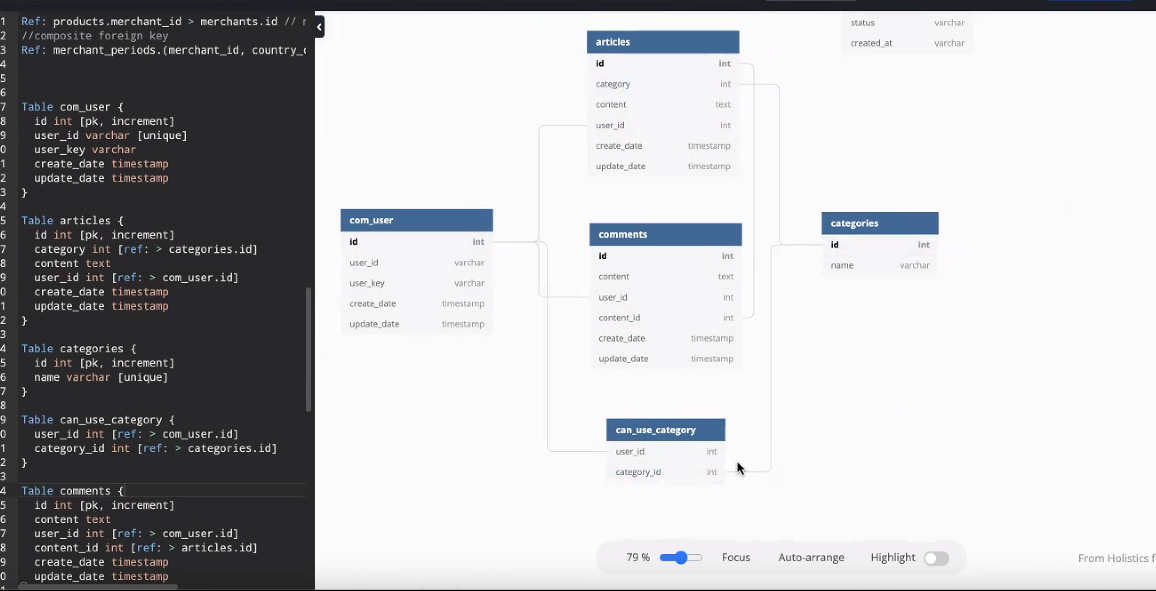 1 Ref: products.merchant_id > merchants.id //
2 //composite foreign key
3 Ref: merchant_periods.(merchant_id, country_
4
5
6
7 Table com_user {
8 id int [pk, increment]
9 user_id varchar [unique]
0 user_key varchar
1 create_date timestamp
2 update_date timestamp
3 }
4
5 Table articles {
6 id int [pk, increment]
7 category int [ref: > categories.id]
8 content text
9 user_id int [ref: > com_user.id]
0 create_date timestamp
1 update_date timestamp
2 }
3
4 Table categories {
5 id int [pk, increment]
6 name varchar [unique]
7 }
8
9 Table can_use_category {
0 user_id int [ref: > com_user.id]
1 category_id int [ref: > categories.id]
2 }
3
4 Table comments {
5 id int [pk, increment]
6 content text
7 user_id int [ref: > com_user.id]
8 content_id int [ref: > articles.id]
9 create_date timestamp
0 update_date timestamp
status varchar
created_at varchar
articles
id int
category int
content text
user_id int
create_date timestamp
update_date timestamp
com_user
id int
user_id varchar
user_key varchar
create_date timestamp
update_date timestamp
comments
id int
content text
user_id int
content_id int
create_date timestamp
update_date timestamp
categories
id int
name varchar
can_use_category
user_id int
category_id int
79 % Focus Auto-arrange Highlight
From Holistics